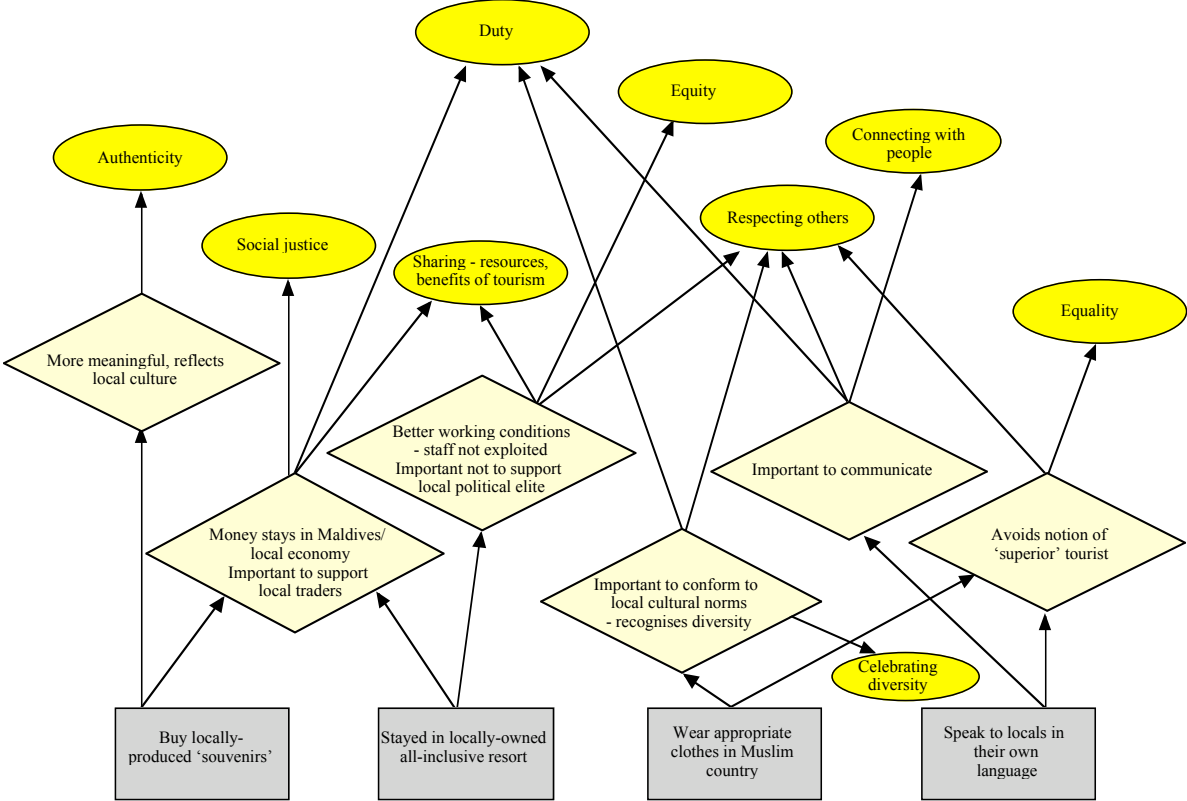 Duty
Equity
Connecting with
people
Authenticity
Respecting others
Social justice
Sharing - resources,
benefits of tourism
Equality
More meaningful, reflects
local culture
Better working conditions
- staff not exploited
Important not to support
local political elite
Important to communicate
Money stays in Maldives/
local economy
Important to support
local traders
Avoids notion of
‘superior’ tourist
Important to conform to
local cultural norms
- recognises diversity
Celebrating
diversity
Buy locally-
produced ‘souvenirs’
Stayed in locally-owned
all-inclusive resort
Wear appropriate
clothes in Muslim
country
Speak to locals in
their own
language